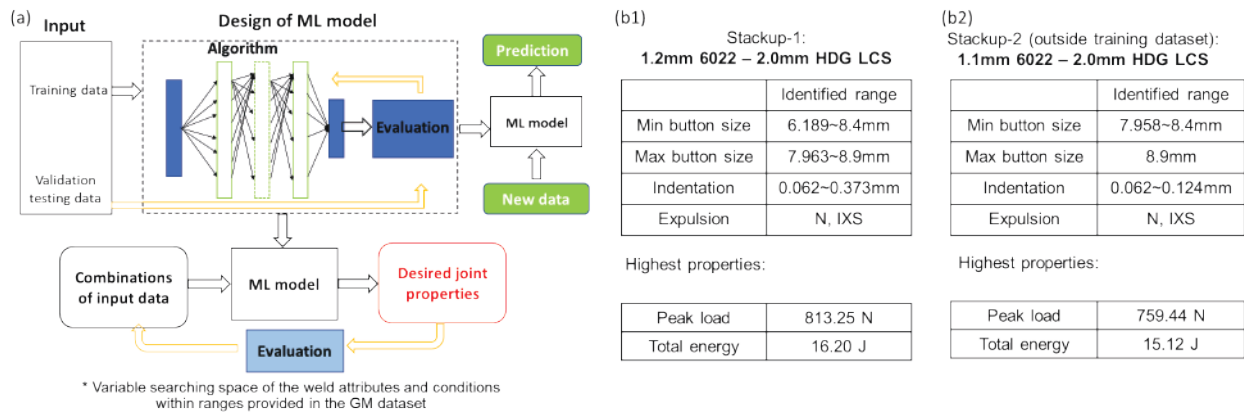 (a)
Design of ML model
Input
Algorithm
Training data
Validation
testing data
Evaluation
Prediction
ML model
New data
Combinations
of input data
ML model
Desired joint
properties
Evaluation
* Variable searching space of the weld attributes and conditions
within ranges provided in the GM dataset
(b1)
Stackup-1:
1.2mm 6022 – 2.0mm HDG LCS
Identified range
Min button size 6.189~8.4mm
Max button size 7.963~8.9mm
Indentation 0.062~0.373mm
Expulsion N, IXS
Highest properties:
Peak load 813.25 N
Total energy 16.20 J
(b2)
Stackup-2 (outside training dataset):
1.1mm 6022 – 2.0mm HDG LCS
Identified range
Min button size 7.958~8.4mm
Max button size 8.9mm
Indentation 0.062~0.124mm
Expulsion N, IXS
Highest properties:
Peak load 759.44 N
Total energy 15.12 J